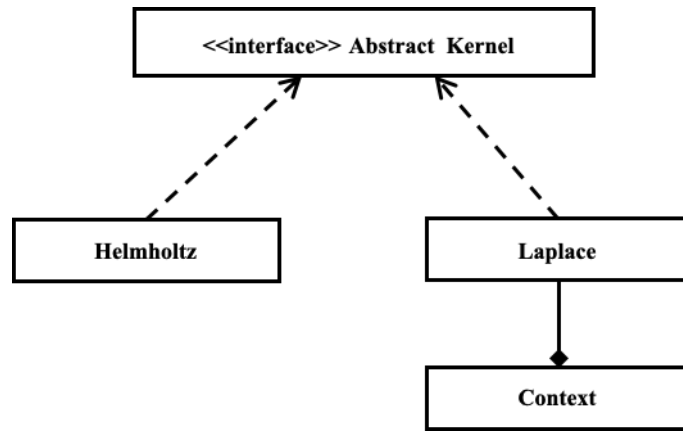 <<interface>> Abstract Kernel
Helmholtz
Laplace
Context